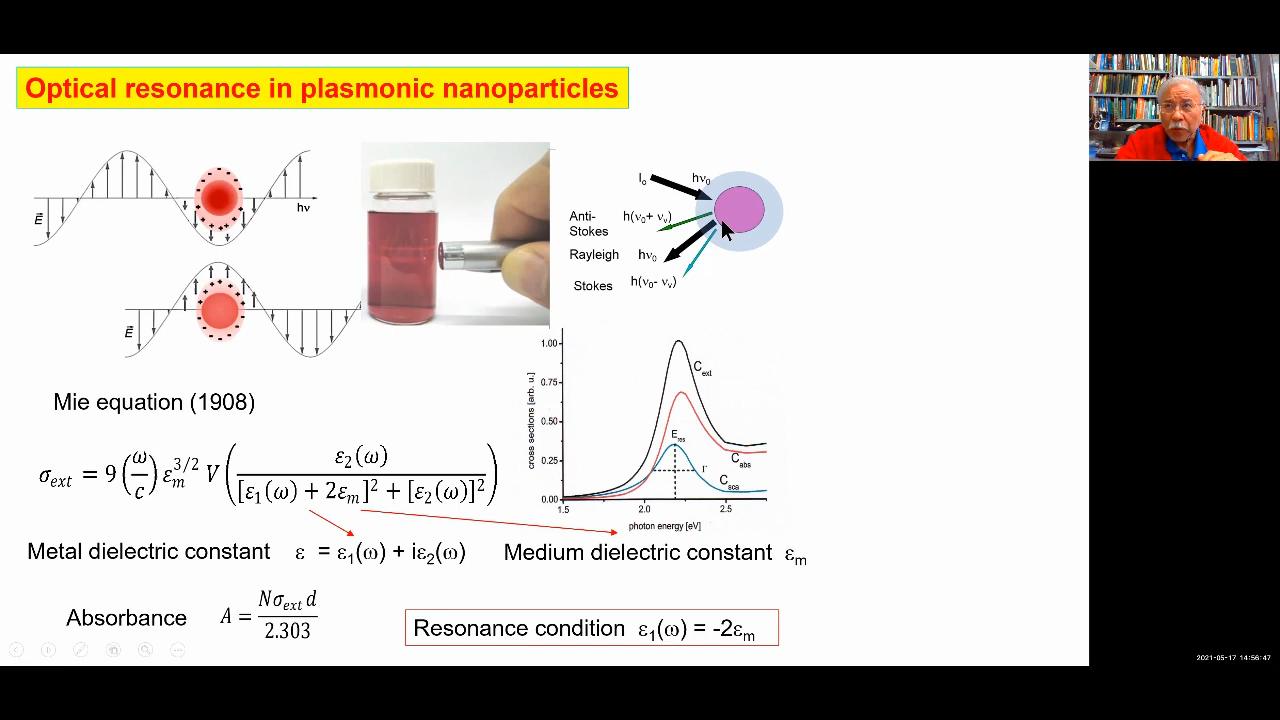 Optical resonance in plasmonic nanoparticles
E⃗
hν
E⃗
I₀ hν₀
Anti-Stokes h(ν₀+ νᵥ)
Rayleigh hν₀
Stokes h(ν₀- νᵥ)
Mie equation (1908)
σₑₓₜ = 9 (ω/c) εₘ^{3/2} V ( ε₂(ω) / ([ε₁(ω) + 2εₘ]² + [ε₂(ω)]²) )
cross sections [arb. u.]
1.00
0.75
0.50
0.25
0.00
1.5
2.0
2.5
photon energy [eV]
C_ext
E_res
Γ
C_abs
C_sca
Metal dielectric constant ε = ε₁(ω) + iε₂(ω)
Medium dielectric constant εₘ
Absorbance A = Nσₑₓₜ d / 2.303
Resonance condition ε₁(ω) = -2εₘ
2021-05-17 14:56:47